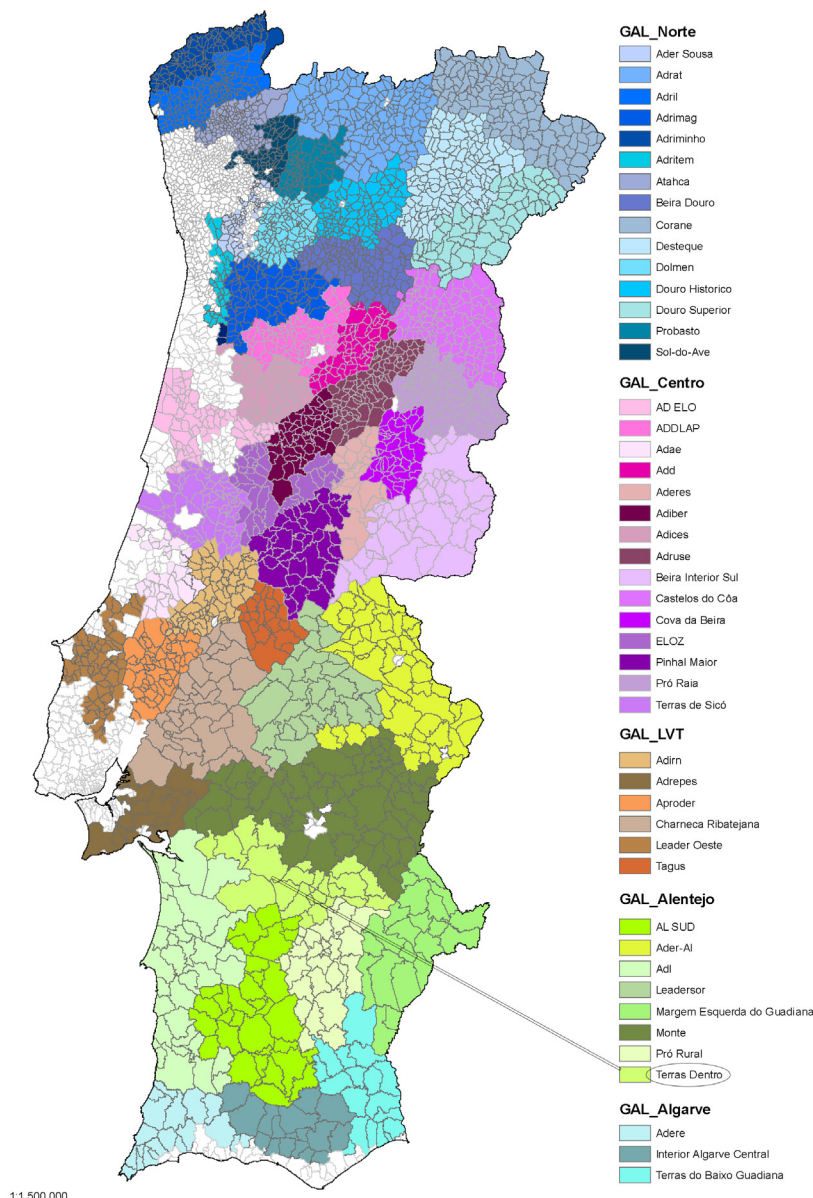 GAL_Norte
Ader Sousa
Adrat
Adril
Adrimag
Adriminho
Adritem
Atahca
Beira Douro
Corane
Desteque
Dolmen
Douro Historico
Douro Superior
Probasto
Sol-do-Ave
GAL_Centro
AD ELO
ADDLAP
Adae
Add
Aderes
Adiber
Adices
Adruse
Beira Interior Sul
Castelos do Côa
Cova da Beira
ELOZ
Pinhal Maior
Pró Raia
Terras de Sicó
GAL_LVT
Adirn
Adrepes
Aproder
Charneca Ribatejana
Leader Oeste
Tagus
GAL_Alentejo
AL SUD
Ader-Al
Adl
Leadersor
Margem Esquerda do Guadiana
Monte
Pró Rural
Terras Dentro
GAL_Algarve
Adere
Interior Algarve Central
Terras do Baixo Guadiana
1:1 500 000